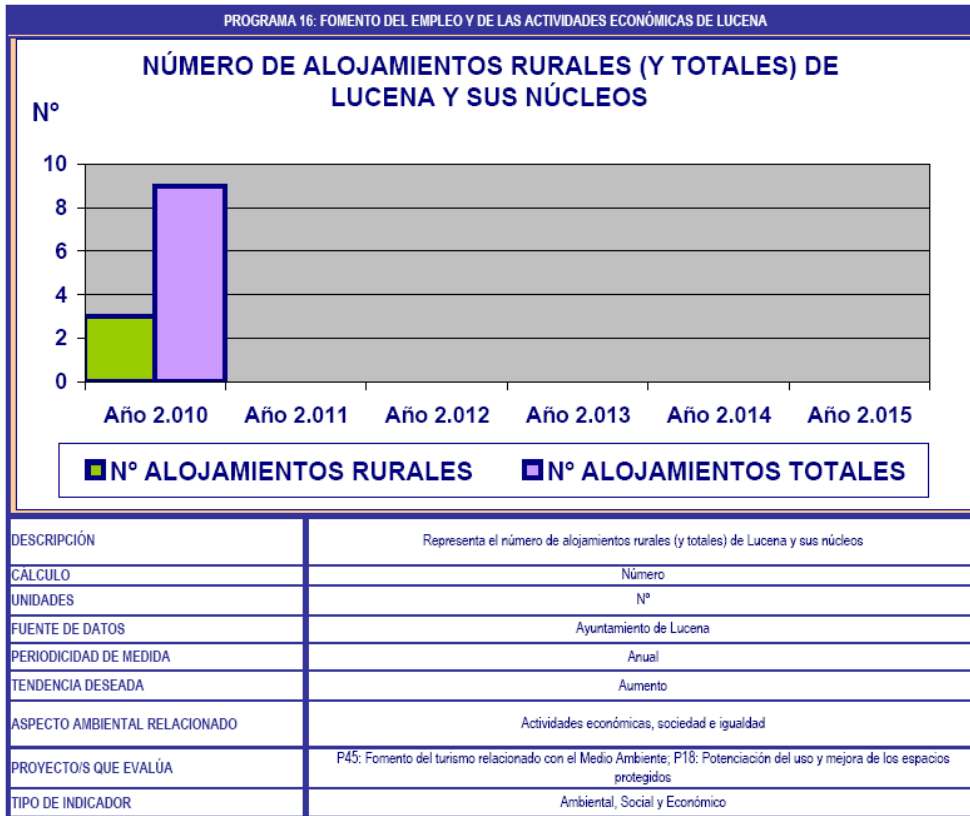 PROGRAMA 16: FOMENTO DEL EMPLEO Y DE LAS ACTIVIDADES ECONÓMICAS DE LUCENA
NÚMERO DE ALOJAMIENTOS RURALES (Y TOTALES) DE
LUCENA Y SUS NÚCLEOS
Nº
10
8
6
4
2
0
Año 2.010 Año 2.011 Año 2.012 Año 2.013 Año 2.014 Año 2.015
Nº ALOJAMIENTOS RURALES Nº ALOJAMIENTOS TOTALES
DESCRIPCIÓN Representa el número de alojamientos rurales (y totales) de Lucena y sus núcleos
CÁLCULO Número
UNIDADES Nº
FUENTE DE DATOS Ayuntamiento de Lucena
PERIODICIDAD DE MEDIDA Anual
TENDENCIA DESEADA Aumento
ASPECTO AMBIENTAL RELACIONADO Actividades económicas, sociedad e igualdad
PROYECTO/S QUE EVALÚA P45: Fomento del turismo relacionado con el Medio Ambiente; P18: Potenciación del uso y mejora de los espacios
protegidos
TIPO DE INDICADOR Ambiental, Social y Económico